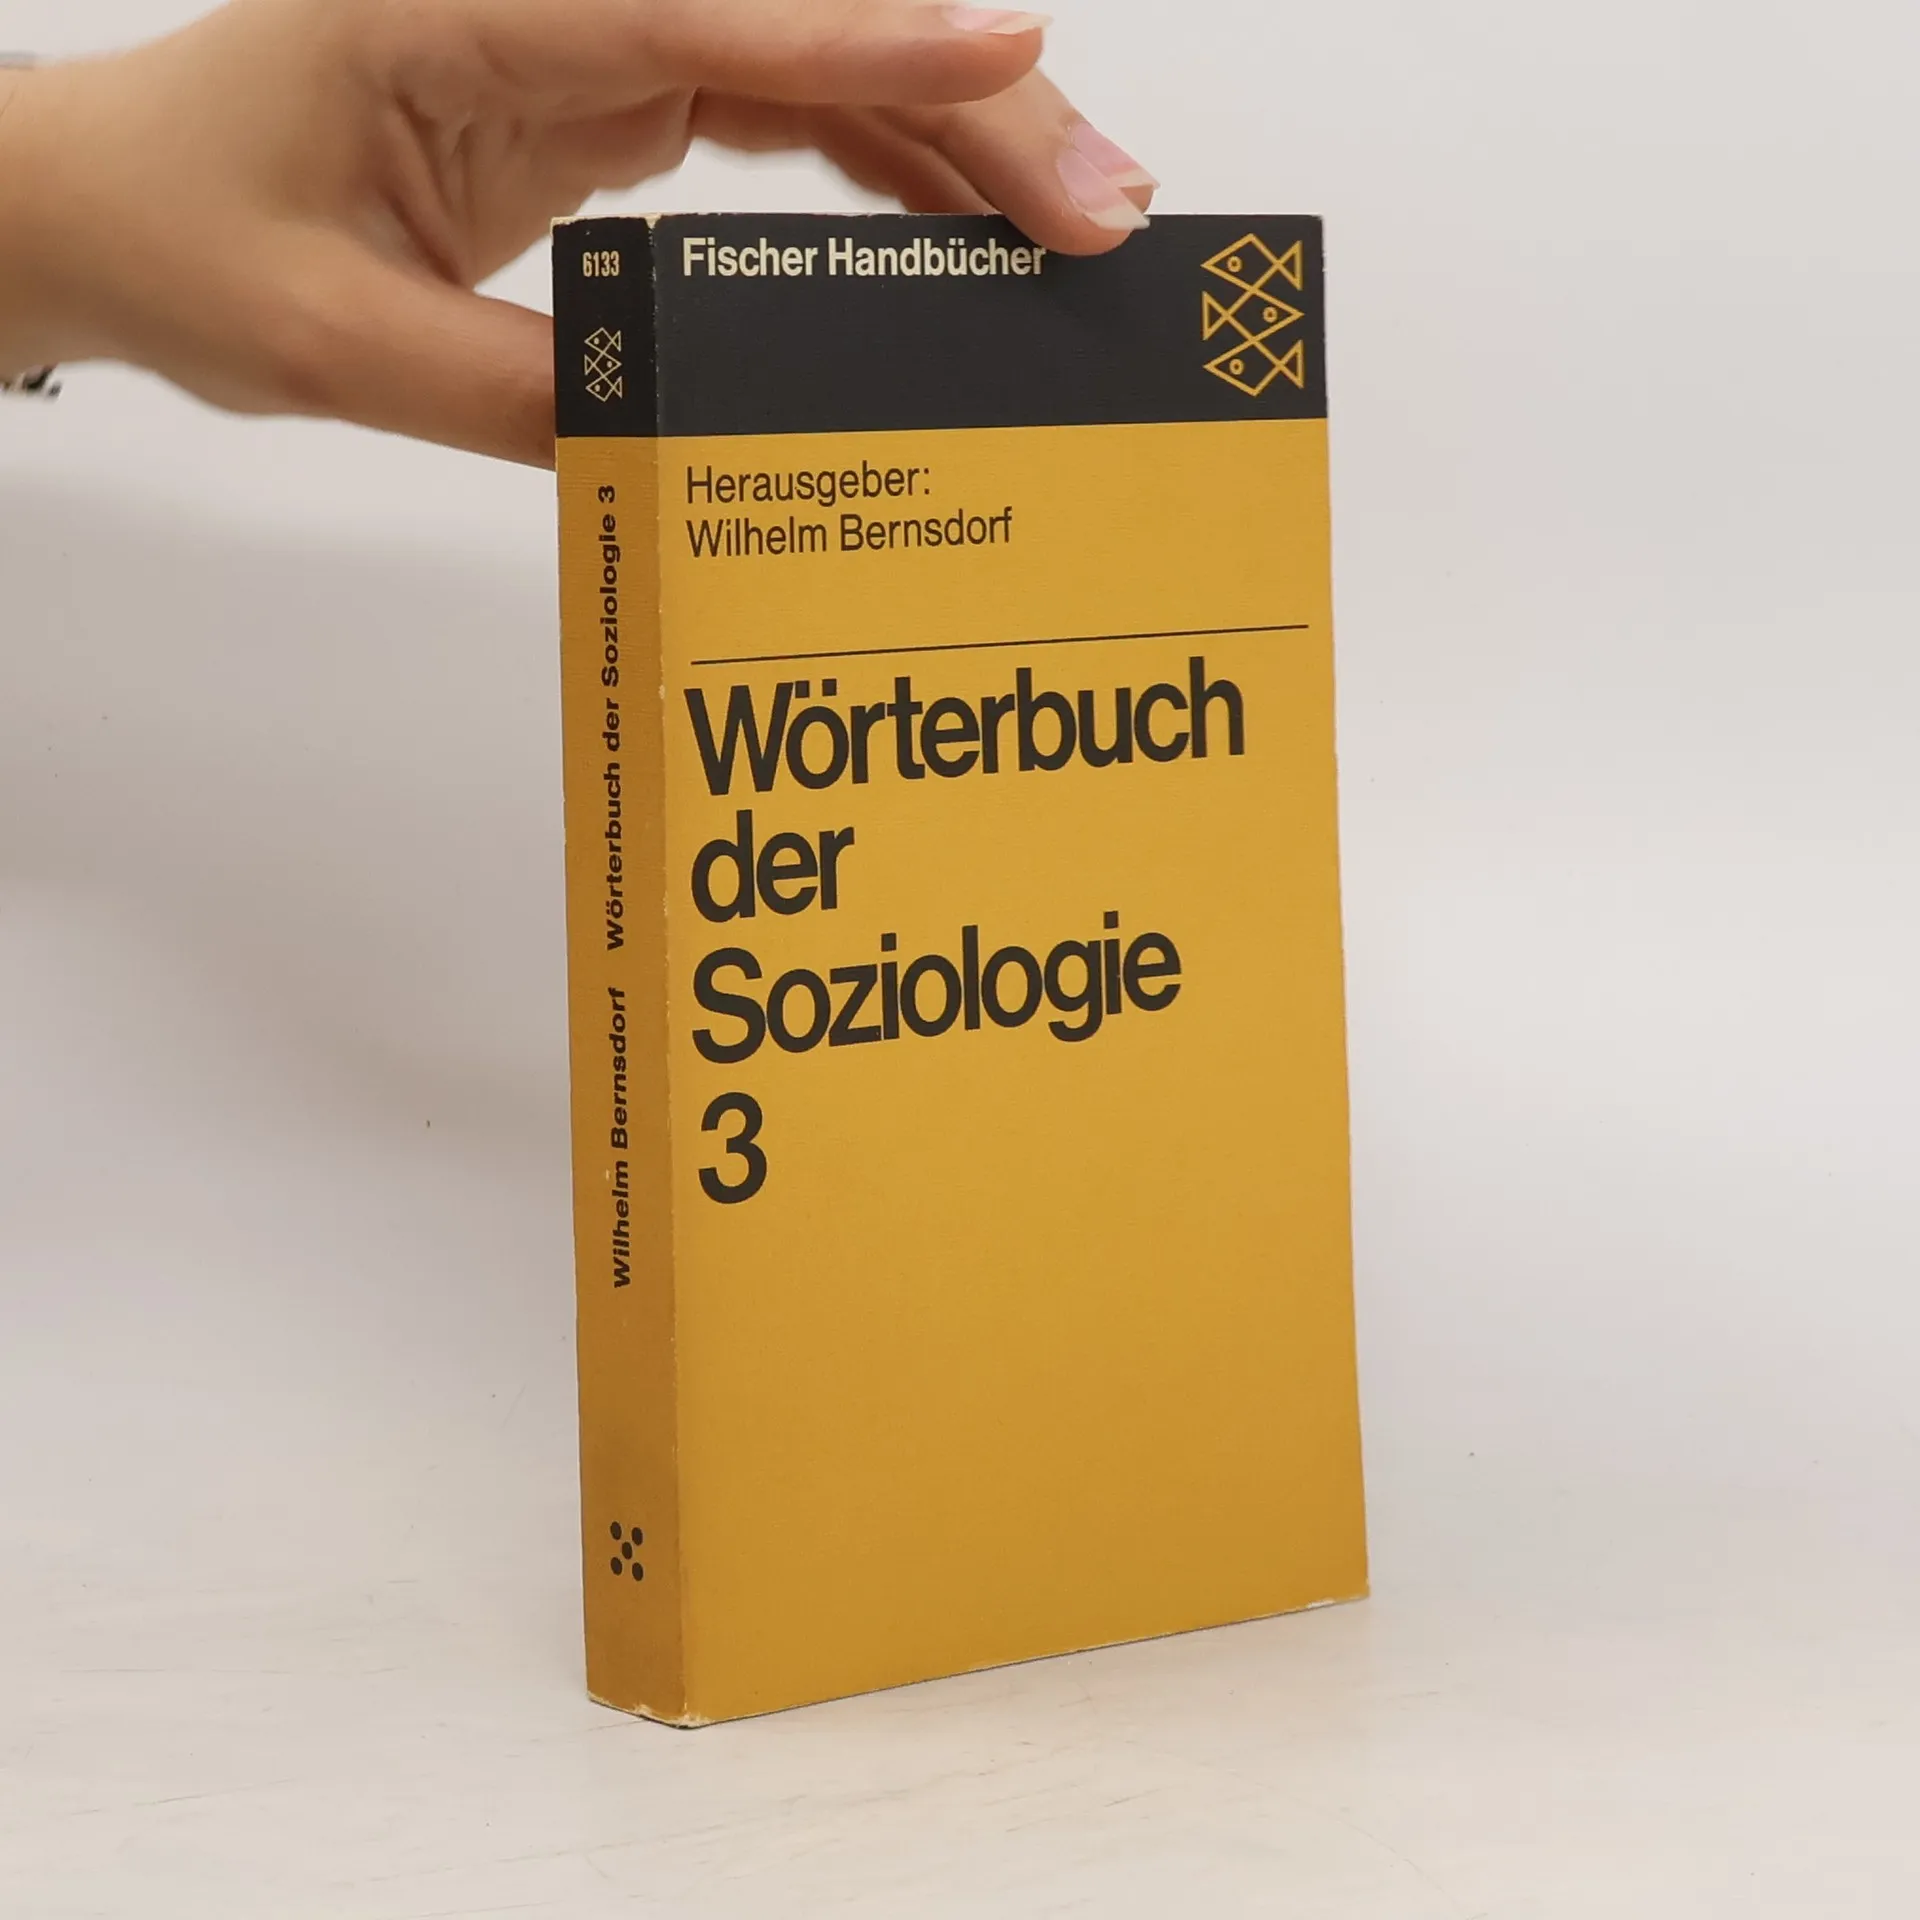 6133
Fischer Handbücher
Herausgeber:
Wilhelm Bernsdorf
Wörterbuch
der
Soziologie
3
Wilhelm Bernsdorf Wörterbuch der Soziologie 3